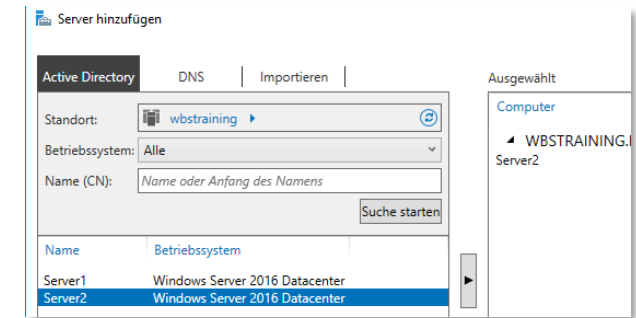 Server hinzufügen
Active Directory DNS Importieren
Ausgewählt
Standort: wbstraining
Computer
Betriebssystem: Alle
WBSTRAINING.
Server2
Name (CN): Name oder Anfang des Namens
Suche starten
Name Betriebssystem
Server1 Windows Server 2016 Datacenter
Server2 Windows Server 2016 Datacenter